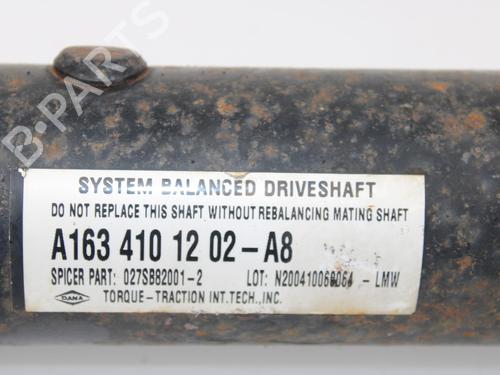 B-PARTS
SYSTEM BALANCED DRIVESHAFT
DO NOT REPLACE THIS SHAFT WITHOUT REBALANCING MATING SHAFT
A163 410 12 02-A8
SPICER PART: 027SB82001-2 LOT: N200410060064 - LMW
DANA TORQUE-TRACTION INT.TECH.,INC.